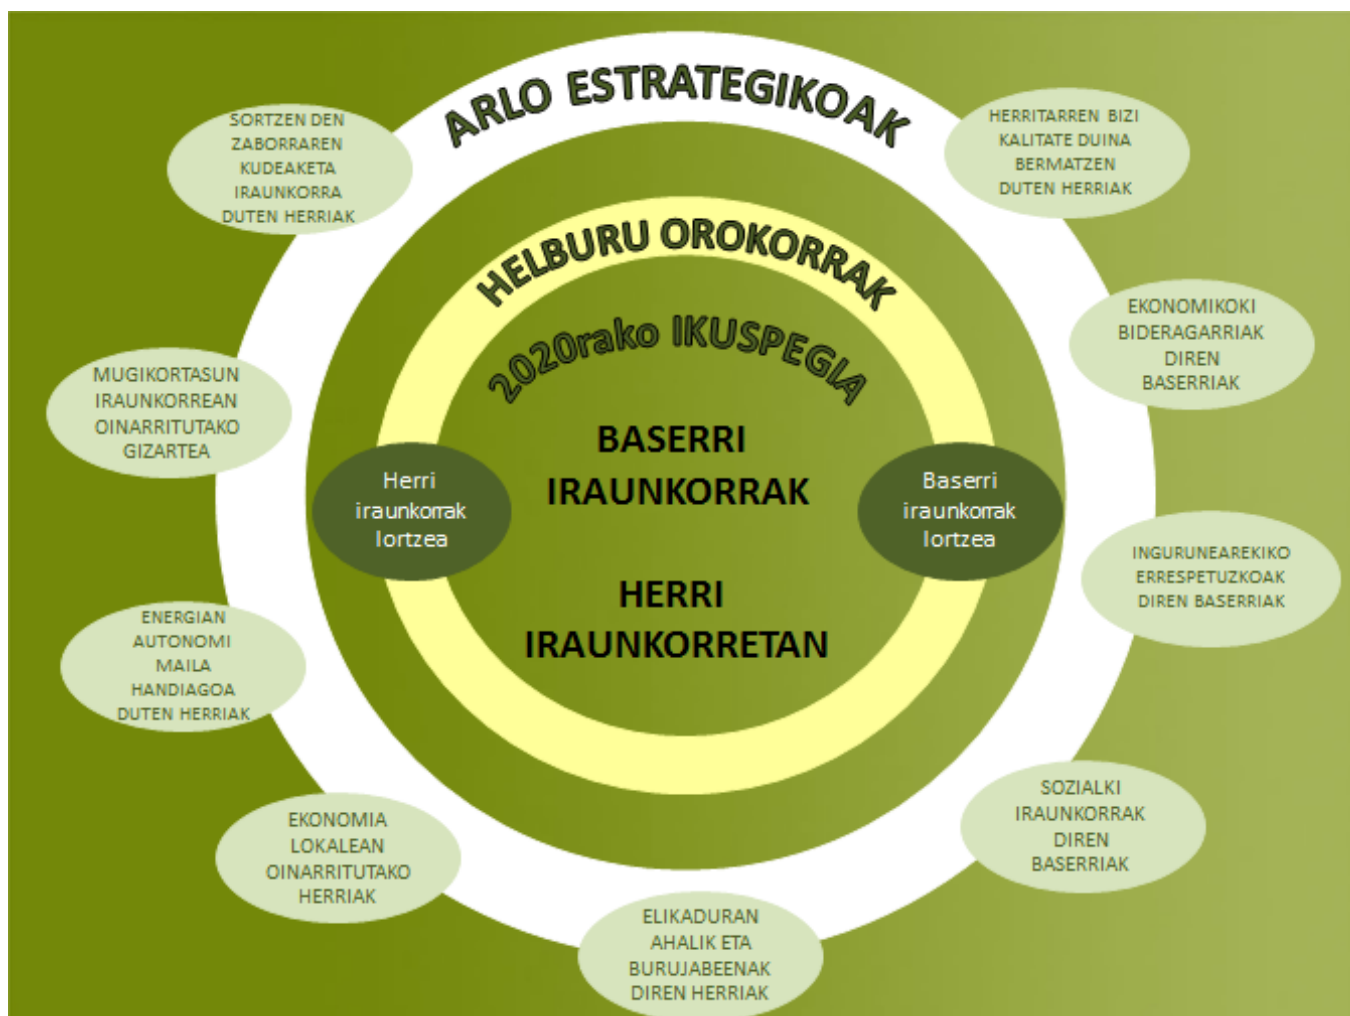 ARLO ESTRATEGIKOAK
HELBURU OROKORRAK
2020rako IKUSPEGIA
BASERRI
IRAUNKORRAK
HERRI
IRAUNKORRETAN
Herri
iraunkorrak
lortzea
Baserri
iraunkorrak
lortzea
HERRITARREN BIZI
KALITATE DUINA
BERMATZEN
DUTEN HERRIAK
EKONOMIKOKI
BIDERAGARRIAK
DIREN
BASERRIAK
INGURUNEAREKIKO
ERRESPETUZKOAK
DIREN BASERRIAK
SOZIALKI
IRAUNKORRAK
DIREN
BASERRIAK
ELIKADURAN
AHALIK ETA
BURUJABEENAK
DIREN HERRIAK
EKONOMIA
LOKALEAN
OINARRITUTAKO
HERRIAK
ENERGIAN
AUTONOMI
MAILA
HANDIAGOA
DUTEN HERRIAK
MUGIKORTASUN
IRAUNKORREAN
OINARRITUTAKO
GIZARTEA
SORTZEN DEN
ZABORRAREN
KUDEAKETA
IRAUNKORRA
DUTEN HERRIAK